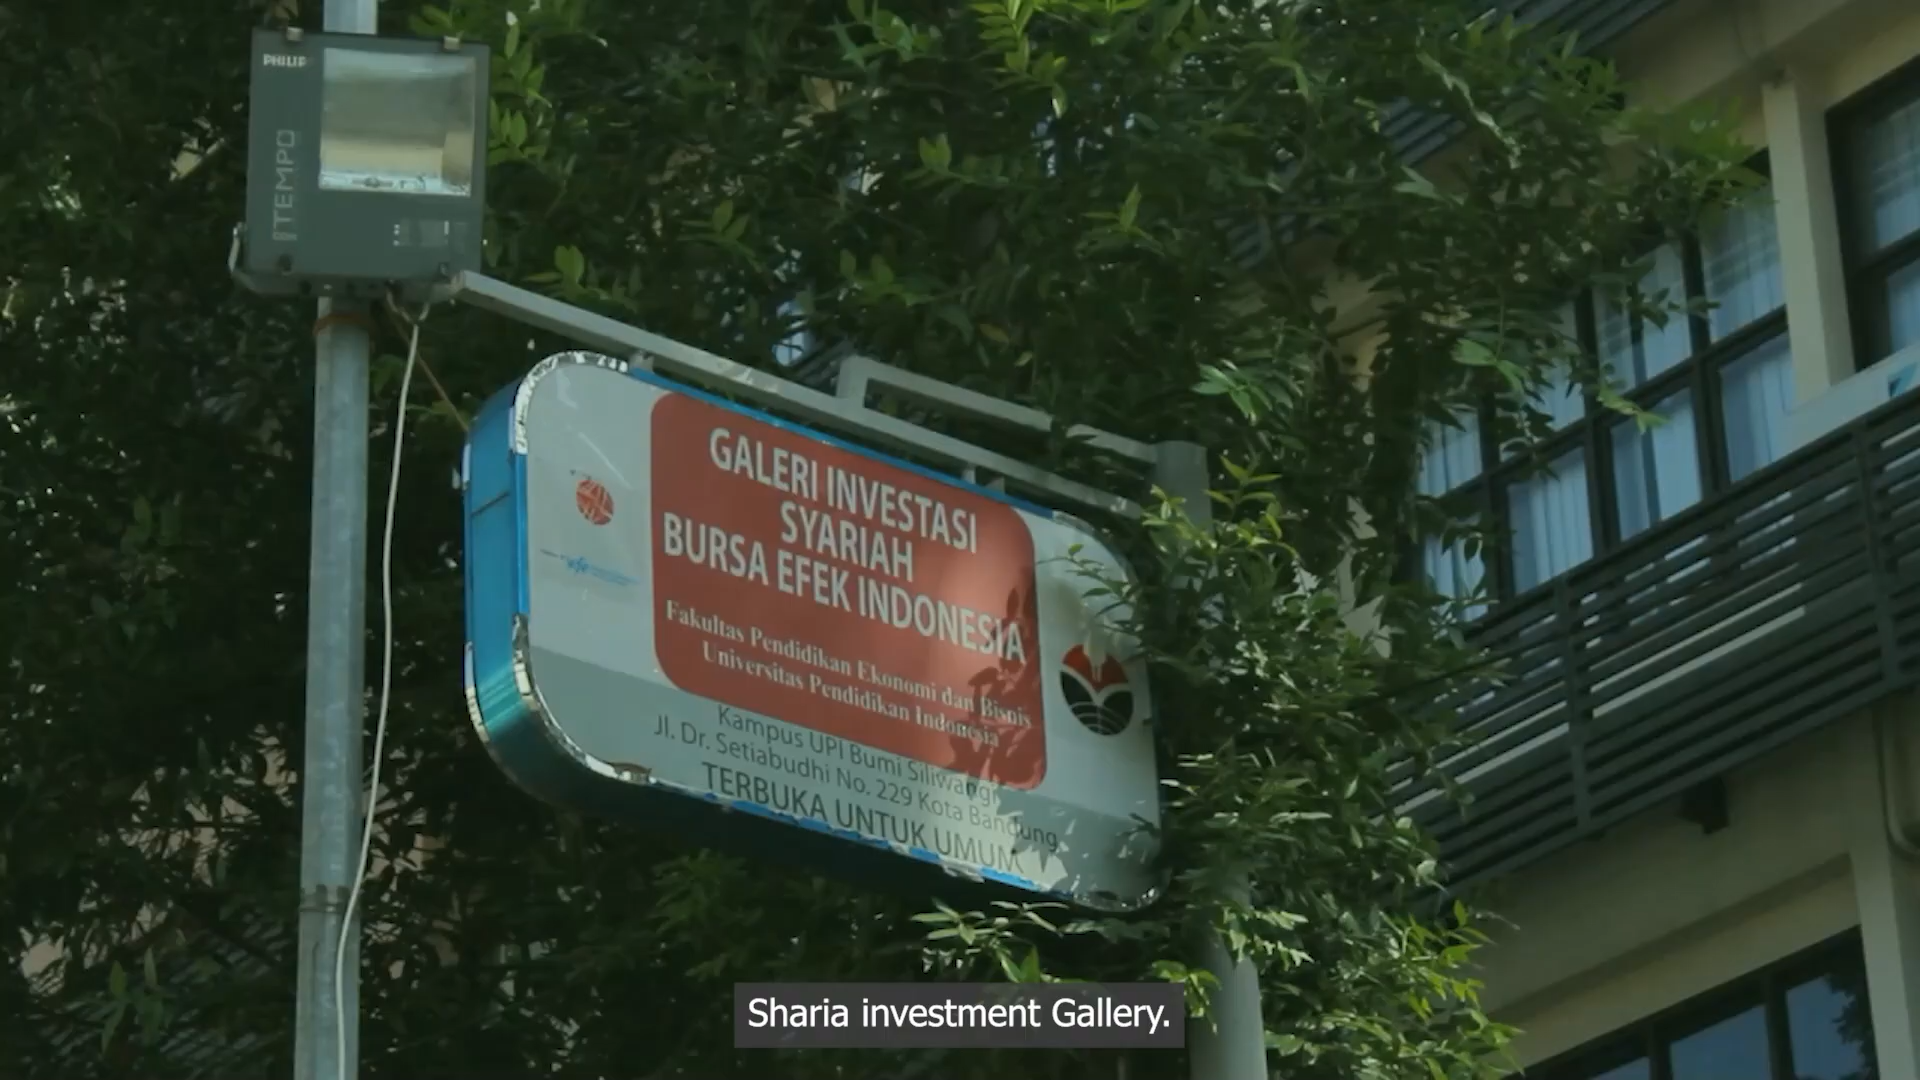 PHILIP
TEMPO
GALERI INVESTASI
SYARIAH
BURSA EFEK INDONESIA
Fakultas Pendidikan Ekonomi dan Bisnis
Universitas Pendidikan Indonesia
Kampus UPI Bumi Siliwangi
Jl. Dr. Setiabudhi No. 229 Kota Bandung
TERBUKA UNTUK UMUM
Sharia investment Gallery.